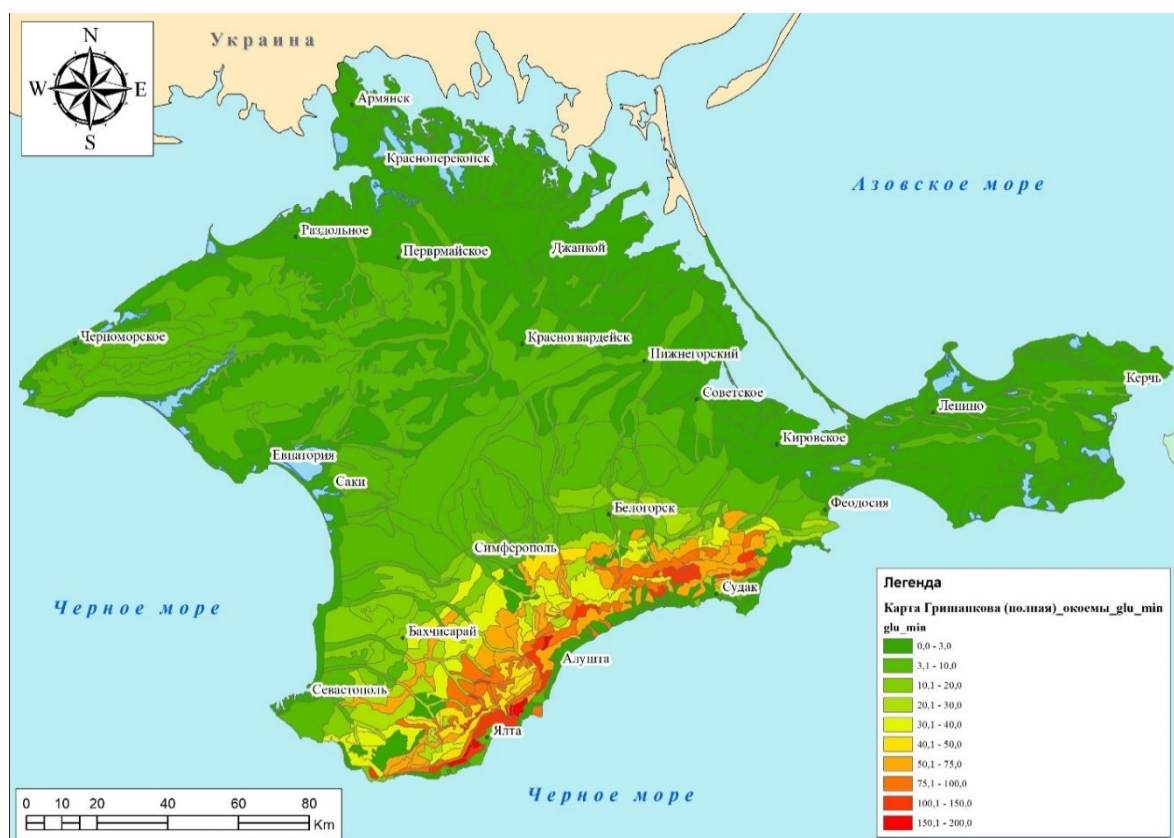 N
W E
S
Украина
Армянск
Красноперекопск
Азовское море
Раздольное
Перврмайское
Джанкой
Черноморское
Красногвардейск
Нижнегорский
Советское
Керчь
Ленино
Кировское
Евцатория
Саки
Белогорск
Феодосия
Симферополь
Судак
Черное море
Бахчисарай
Алушта
Севастополь
Ялта
Черное море
0 10 20 40 60 80
Km
Легенда
Карта Гришанкова (полная)_окоемы_glu_min
glu_min
0,0 - 3,0
3,1 - 10,0
10,1 - 20,0
20,1 - 30,0
30,1 - 40,0
40,1 - 50,0
50,1 - 75,0
75,1 - 100,0
100,1 - 150,0
150,1 - 200,0